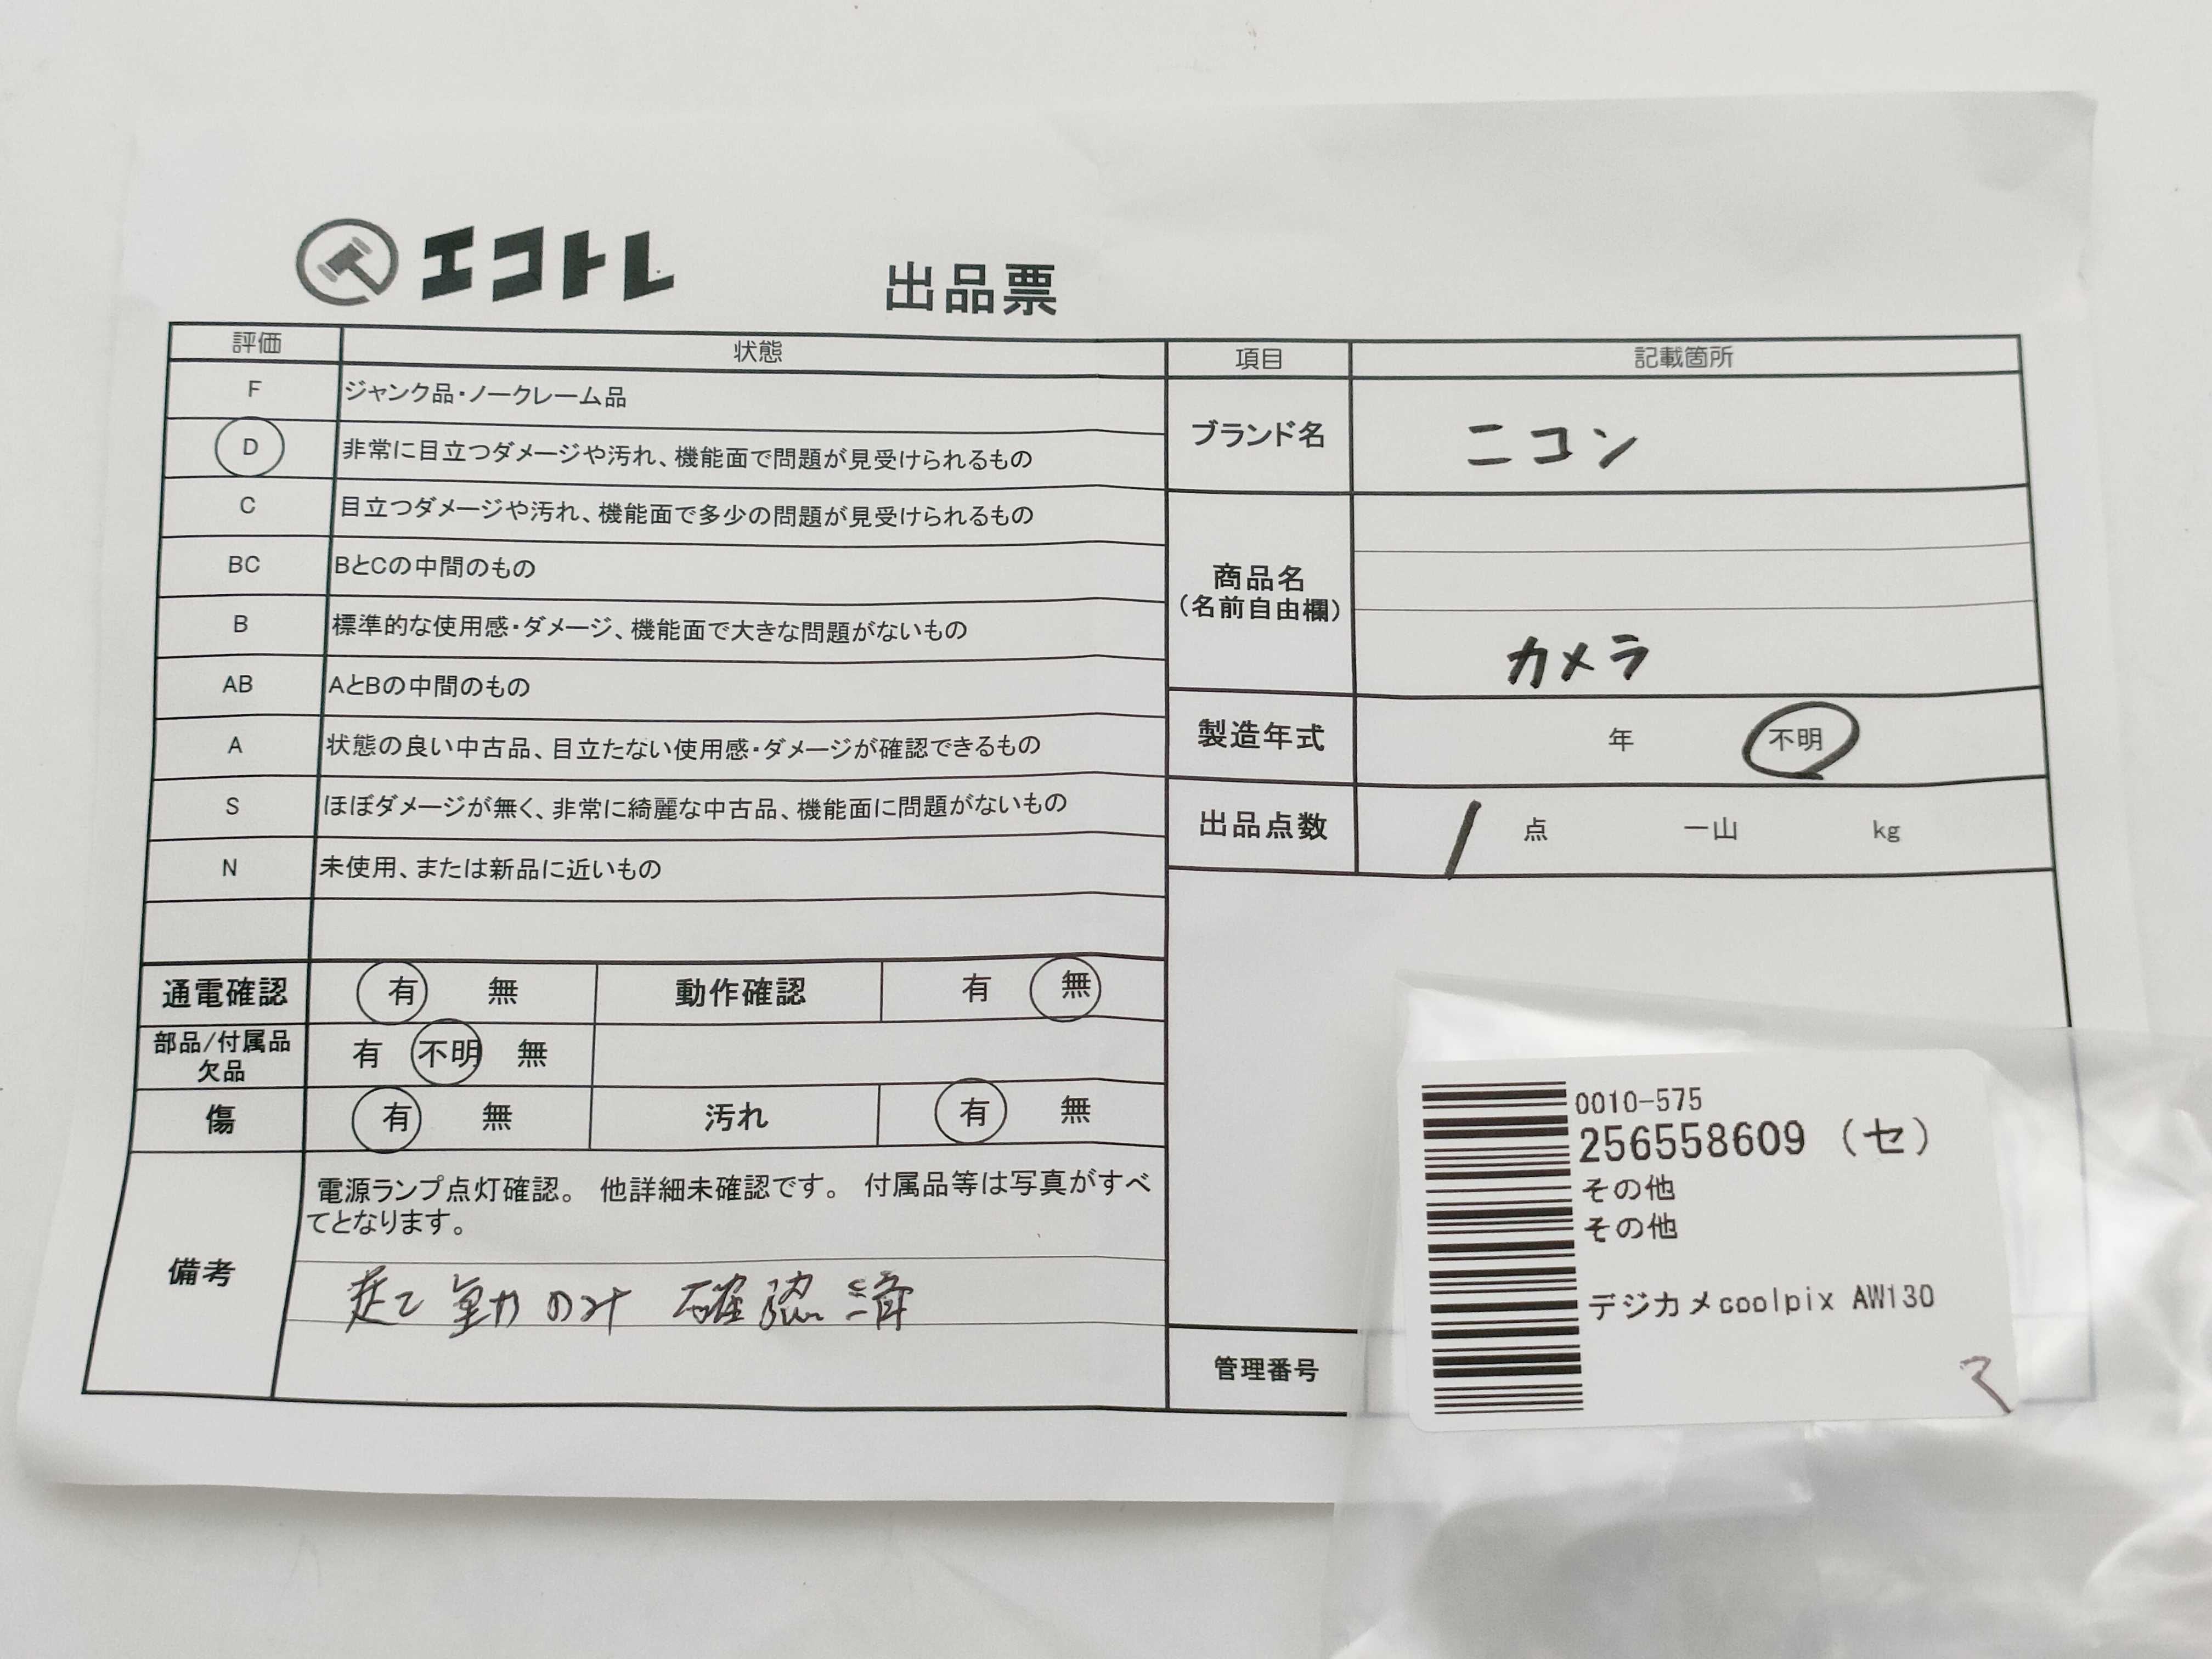 エコトレ
出品票
評価 状態
F ジャンク品・ノークレーム品
D 非常に目立つダメージや汚れ、機能面で問題が見受けられるもの
C 目立つダメージや汚れ、機能面で多少の問題が見受けられるもの
BC BとCの中間のもの
B 標準的な使用感・ダメージ、機能面で大きな問題がないもの
AB AとBの中間のもの
A 状態の良い中古品、目立たない使用感・ダメージが確認できるもの
S ほぼダメージが無く、非常に綺麗な中古品、機能面に問題がないもの
N 未使用、または新品に近いもの
通電確認 有 無 動作確認 有 無
部品/付属品
欠品
有 不明 無
傷 有 無 汚れ 有 無
備考
電源ランプ点灯確認。 他詳細未確認です。 付属品等は写真がすべ
てとなります。
起動のみ 確認済
項目 記載箇所
ブランド名 ニコン
商品名
(名前自由欄)
カメラ
製造年式 年 不明
出品点数 1 点 一山 kg
管理番号
0010-575
256558609 (セ)
その他
その他
デジカメcoolpix AW130